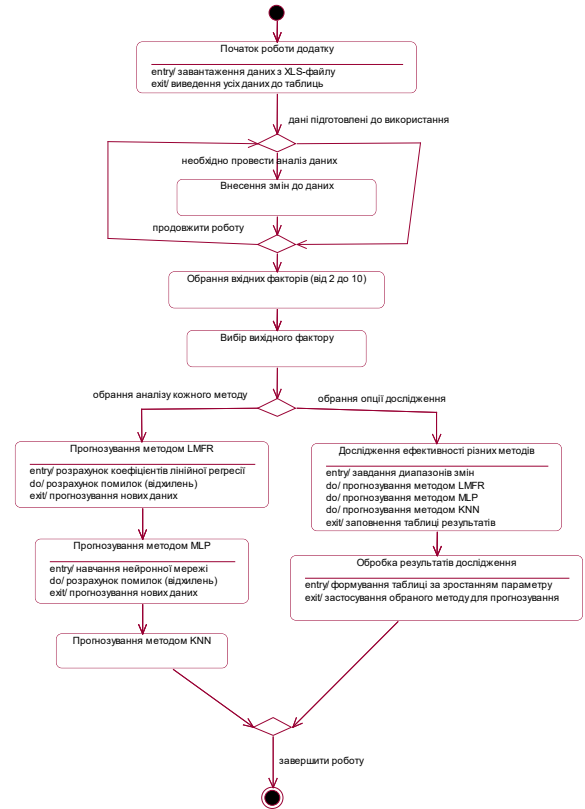 Початок роботи додатку
entry/ завантаження даних з XLS-файлу
exit/ виведення усіх даних до таблиць
дані підготовлені до використання
необхідно провести аналіз даних
Внесення змін до даних
продовжити роботу
Обрання вхідних факторів (від 2 до 10)
Вибір вихідного фактору
обрання аналізу кожного методу
обрання опції дослідження
Прогнозування методом LMFR
entry/ розрахунок коефіцієнтів лінійної регресії
do/ розрахунок помилок (відхилень)
exit/ прогнозування нових даних
Дослідження ефективності різних методів
entry/ завдання диапазонів змін
do/ прогнозування методом LMFR
do/ прогнозування методом MLP
do/ прогнозування методом KNN
exit/ заповнення таблиці результатів
Прогнозування методом MLP
entry/ навчання нейронної мережі
do/ розрахунок помилок (відхилень)
exit/ прогнозування нових даних
Обробка результатів дослідження
entry/ формування таблиці за зростанням параметру
exit/ застосування обраного методу для прогнозування
Прогнозування методом KNN
завершити роботу